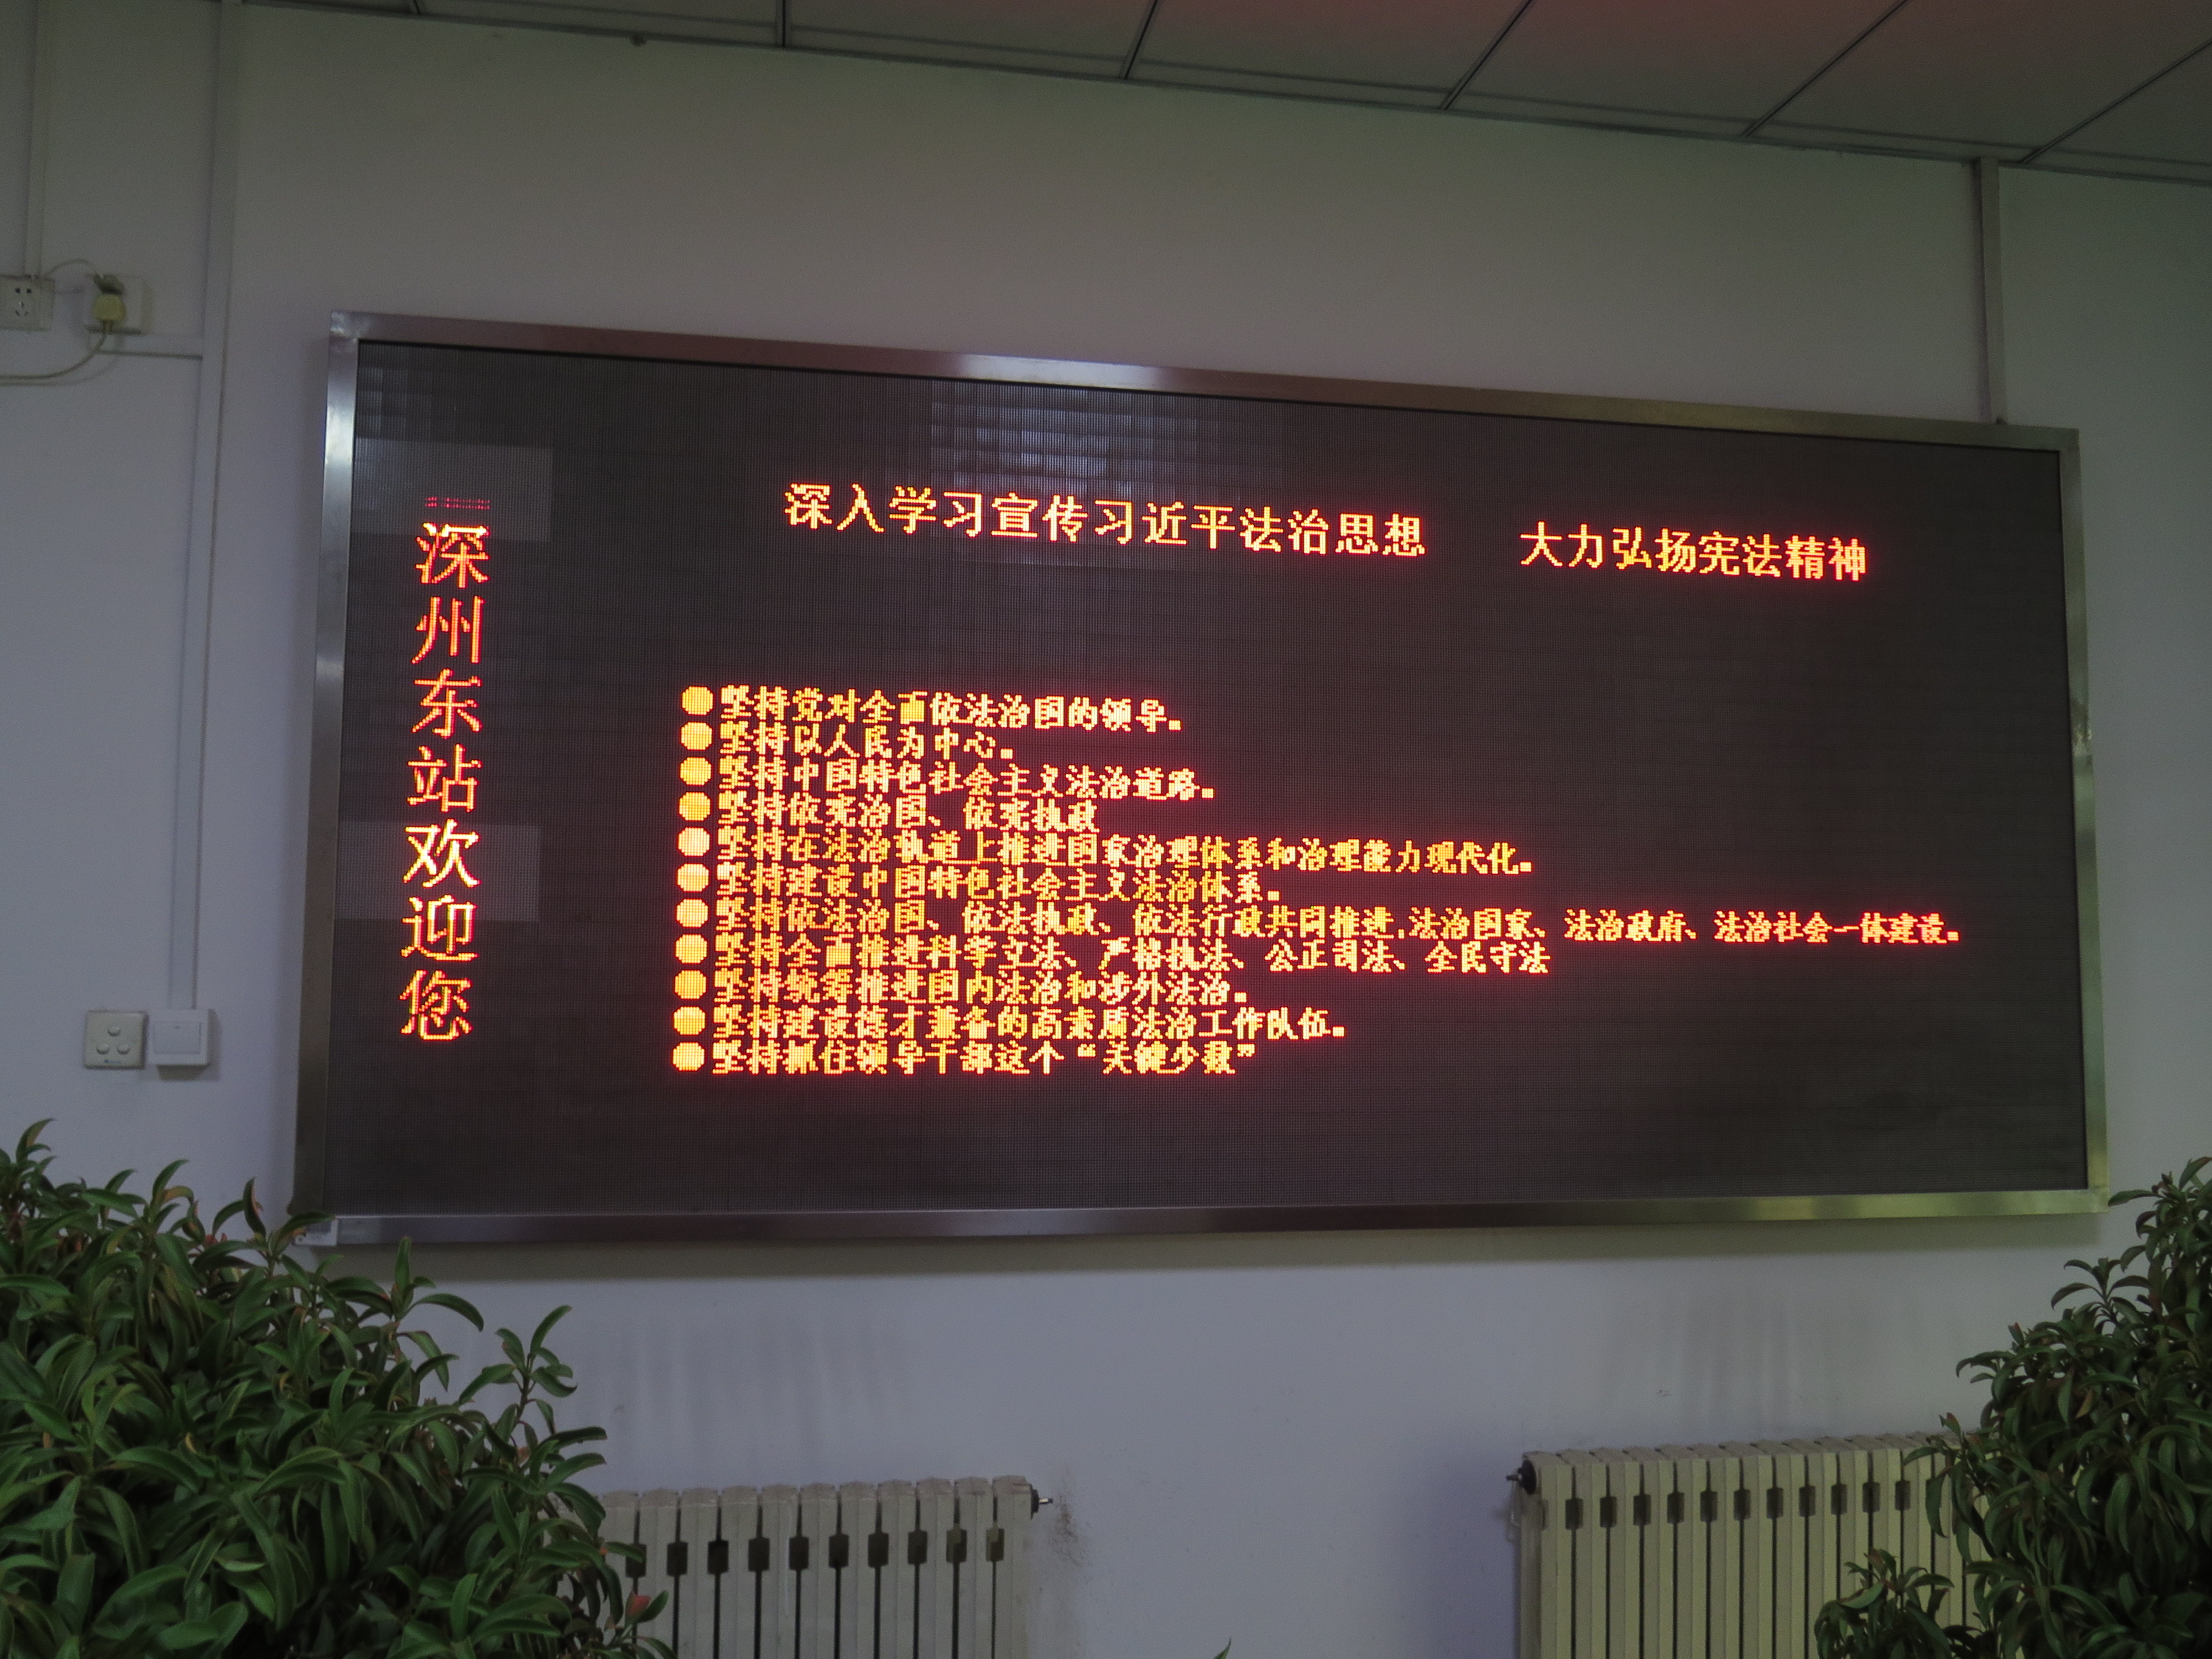 深州东站欢迎您
深入学习宣传习近平法治思想 大力弘扬宪法精神
●坚持党对全面依法治国的领导。
●坚持以人民为中心。
●坚持中国特色社会主义法治道路。
●坚持依宪治国、依宪执政
●坚持在法治轨道上推进国家治理体系和治理能力现代化。
●坚持建设中国特色社会主义法治体系。
●坚持依法治国、依法执政、依法行政共同推进,法治国家、法治政府、法治社会一体建设。
●坚持全面推进科学立法、严格执法、公正司法、全民守法
●坚持统筹推进国内法治和涉外法治。
●坚持建设德才兼备的高素质法治工作队伍。
●坚持抓住领导干部这个“关键少数”